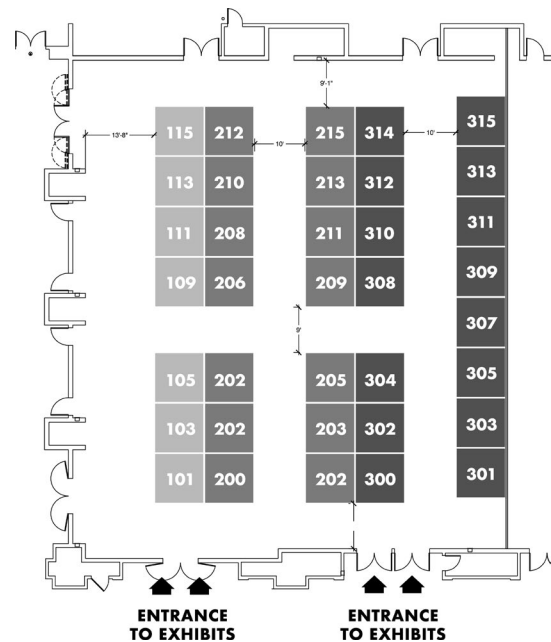 9'-1"
115 212 215 314 315
13'-8" 10' 10'
113 210 213 312 313
111 208 211 310 311
109 206 209 308 309
9' 307
105 202 205 304 305
103 202 203 302 303
101 200 202 300 301
ENTRANCE
TO EXHIBITS
ENTRANCE
TO EXHIBITS